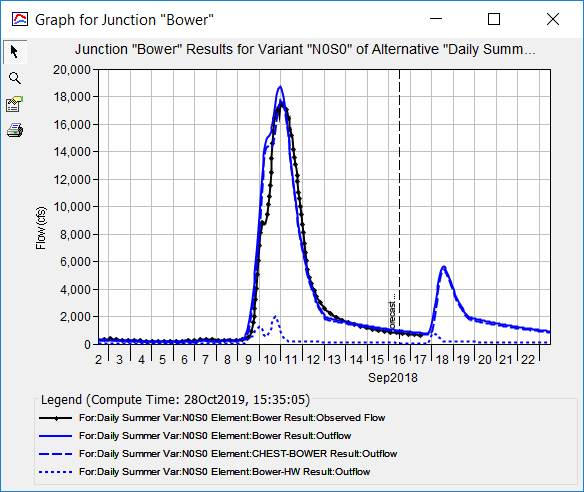 Graph for Junction "Bower"
Junction "Bower" Results for Variant "N0S0" of Alternative "Daily Summ...
20,000
18,000
16,000
14,000
12,000
10,000
8,000
6,000
4,000
2,000
0
Flow (cfs)
2 3 4 5 6 7 8 9 10 11 12 13 14 15 16 17 18 19 20 21 22
Sep2018
Legend (Compute Time: 28Oct2019, 15:35:05)
For:Daily Summer Var:N0S0 Element:Bower Result:Observed Flow
For:Daily Summer Var:N0S0 Element:Bower Result:Outflow
For:Daily Summer Var:N0S0 Element:CHEST-BOWER Result:Outflow
For:Daily Summer Var:N0S0 Element:Bower-HW Result:Outflow